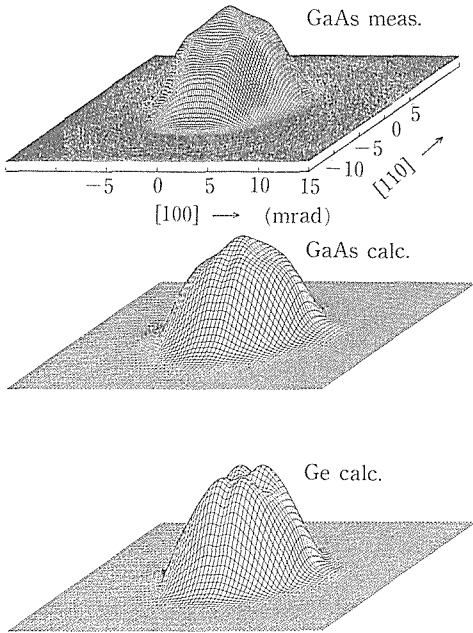 GaAs meas.
5
0
−5
−10
[110] →
−5 0 5 10 15
[100] → (mrad)
GaAs calc.
Ge calc.